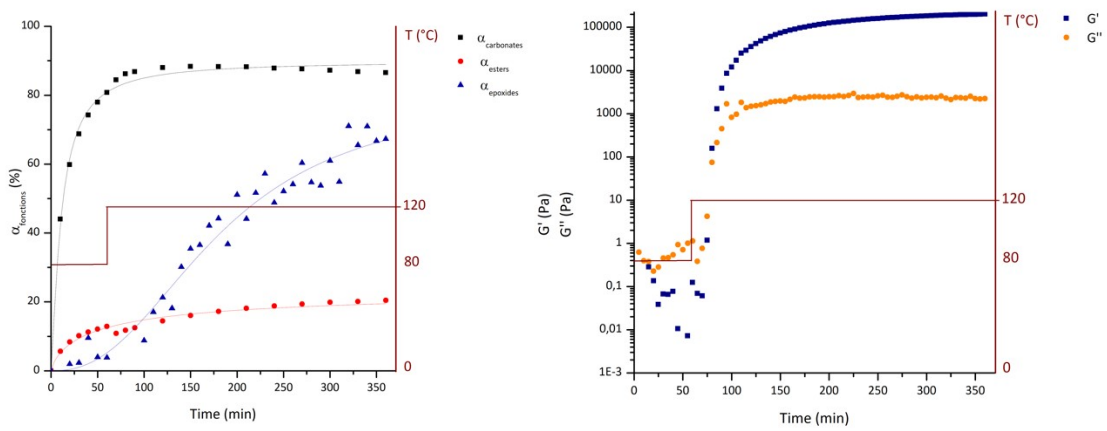 T (°C)
α carbonates
α esters
α epoxides
α fonctions (%)
100
80
60
40
20
0
120
80
0
0 50 100 150 200 250 300 350
Time (min)
T (°C)
G'
G''
G' (Pa)
G'' (Pa)
100000
10000
1000
100
10
1
0,1
0,01
1E-3
120
80
0
0 50 100 150 200 250 300 350
Time (min)